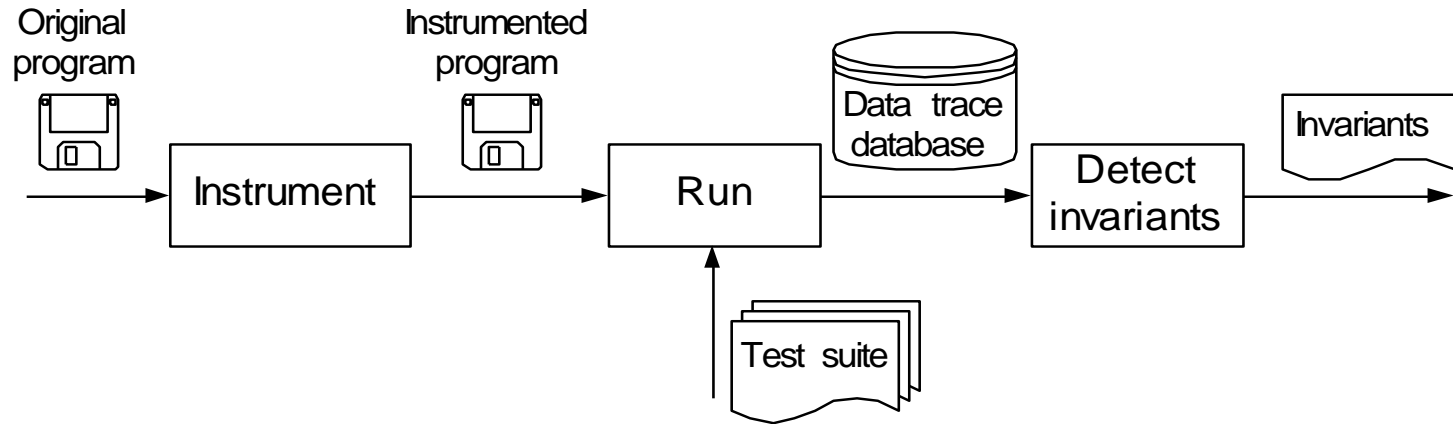 Original
program
Instrumented
program
Data trace
database
Invariants
Instrument
Run
Detect
invariants
Test suite